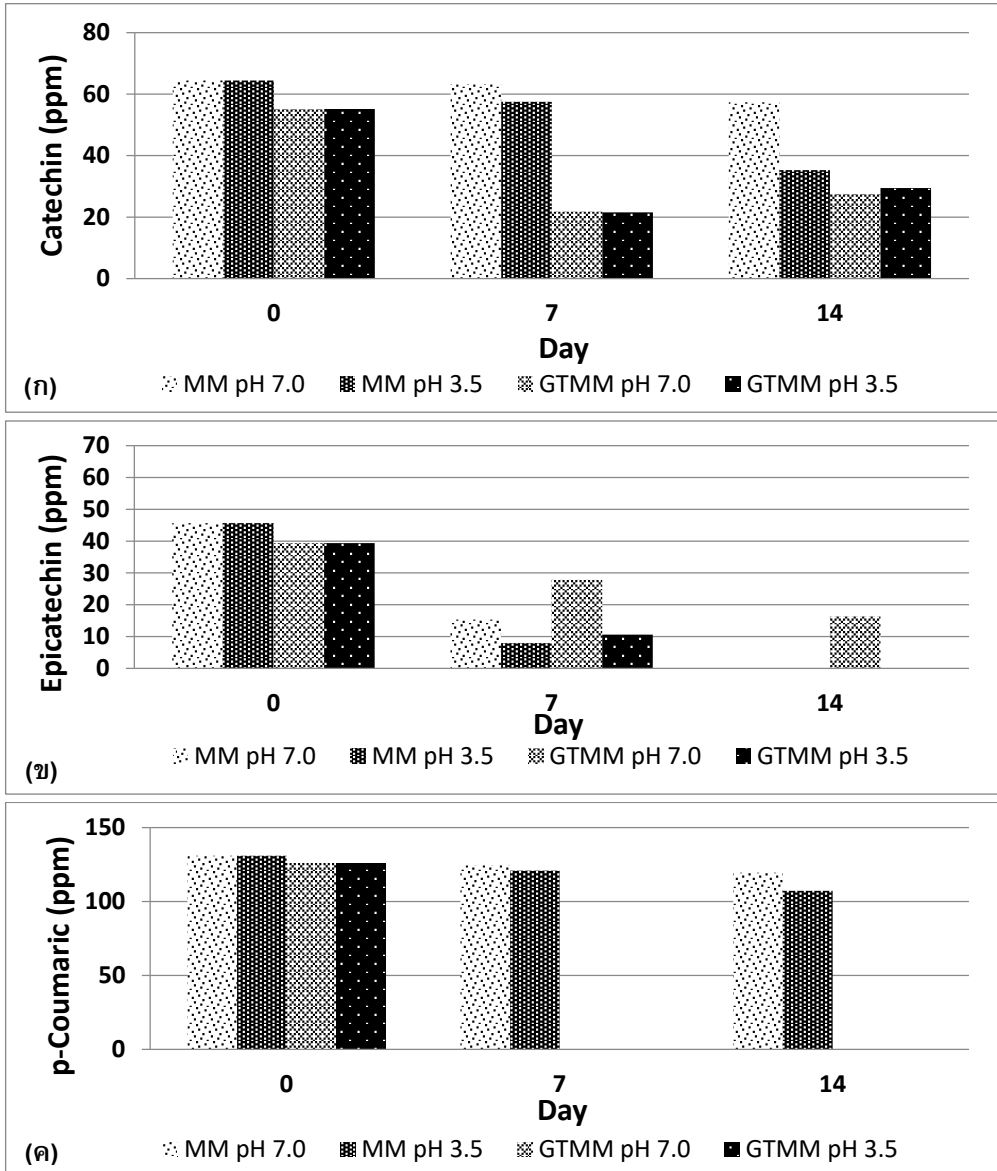 Catechin (ppm)
80
60
40
20
0
0 7 14
Day
(ก) MM pH 7.0 MM pH 3.5 GTMM pH 7.0 GTMM pH 3.5
Epicatechin (ppm)
70
60
50
40
30
20
10
0
0 7 14
Day
(ข) MM pH 7.0 MM pH 3.5 GTMM pH 7.0 GTMM pH 3.5
p-Coumaric (ppm)
150
100
50
0
0 7 14
Day
(ค) MM pH 7.0 MM pH 3.5 GTMM pH 7.0 GTMM pH 3.5